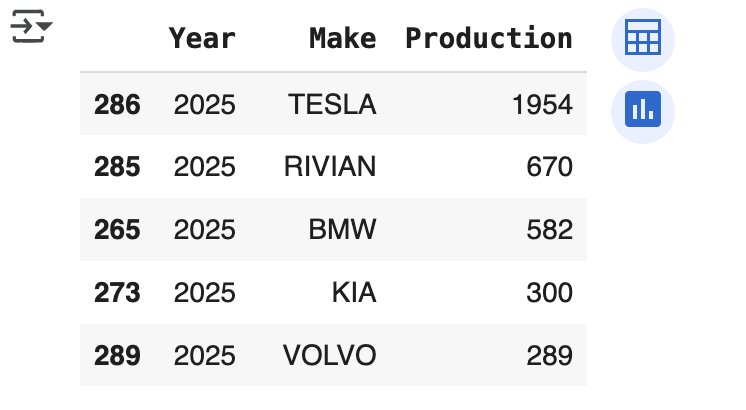 Year Make Production
286 2025 TESLA 1954
285 2025 RIVIAN 670
265 2025 BMW 582
273 2025 KIA 300
289 2025 VOLVO 289